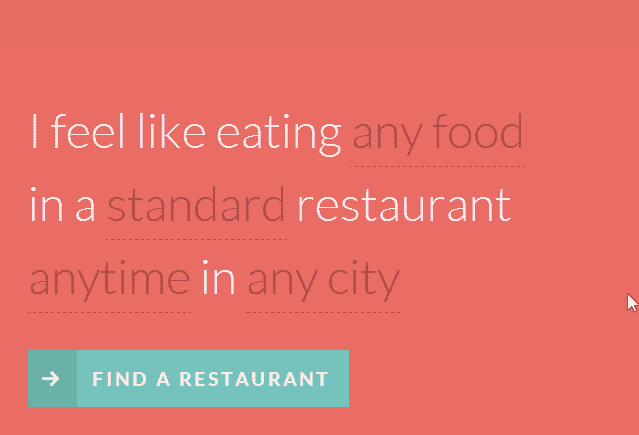 I feel like eating any food
in a standard restaurant
anytime in any city
FIND A RESTAURANT